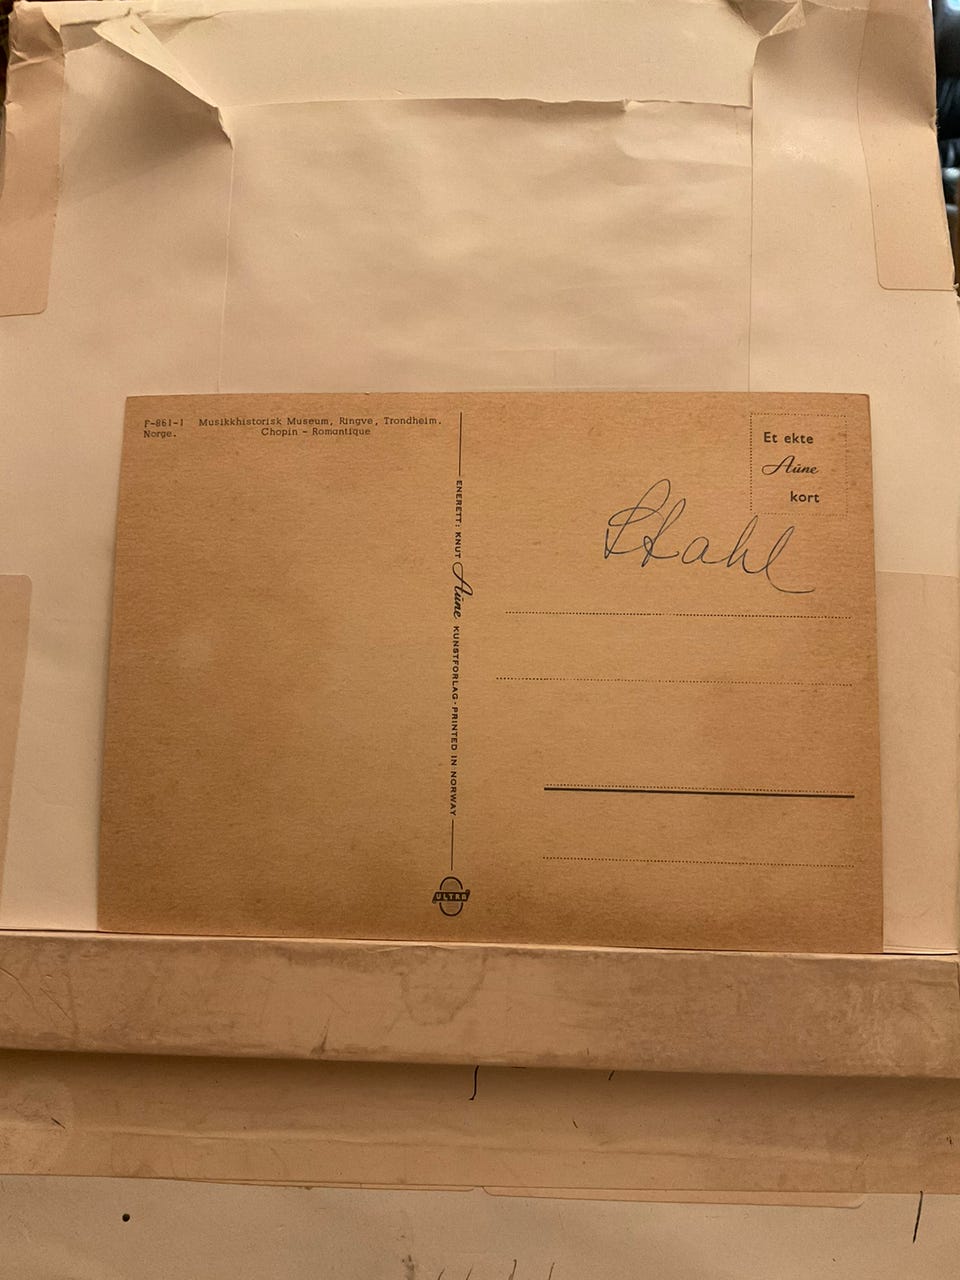 F-861-1 Musikkhistorisk Museum, Ringve, Trondheim.
Norge. Chopin - Romantique
ENERETT: KNUT Aune KUNSTFORLAG - PRINTED IN NORWAY
ULTRA
Et ekte
Aune
kort
Stahl